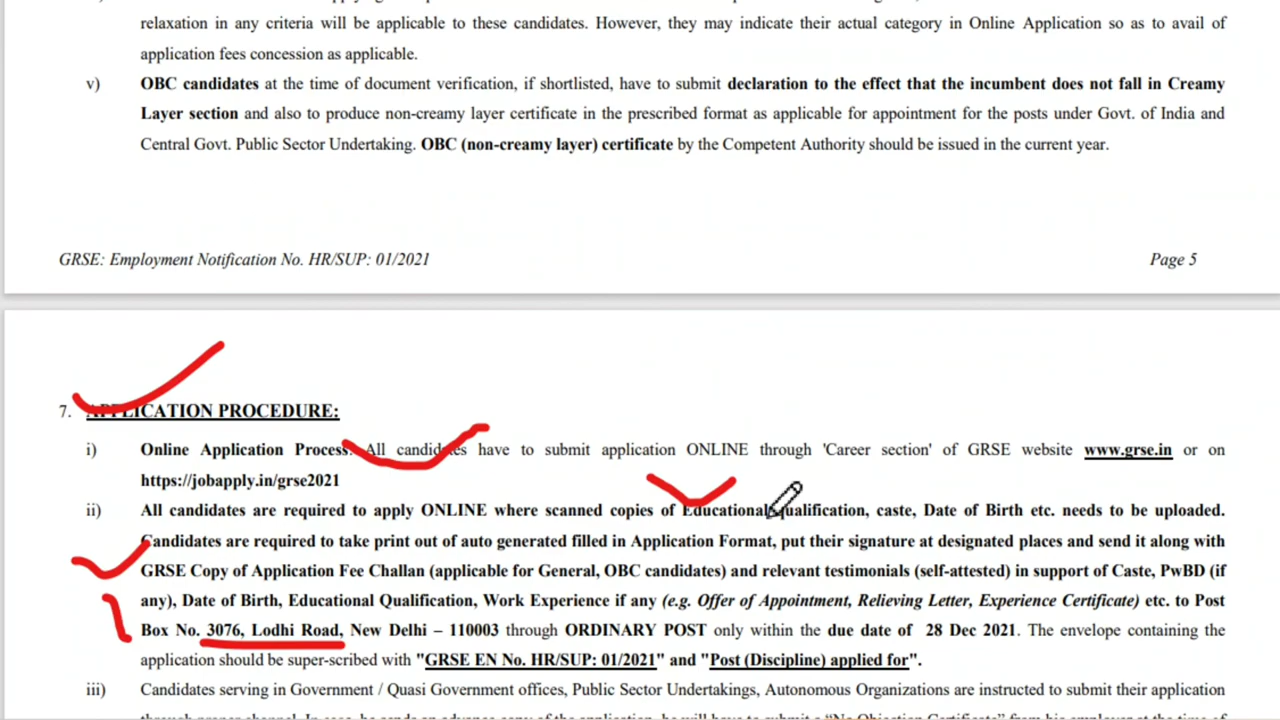 relaxation in any criteria will be applicable to these candidates. However, they may indicate their actual category in Online Application so as to avail of
application fees concession as applicable.
v) OBC candidates at the time of document verification, if shortlisted, have to submit declaration to the effect that the incumbent does not fall in Creamy
Layer section and also to produce non-creamy layer certificate in the prescribed format as applicable for appointment for the posts under Govt. of India and
Central Govt. Public Sector Undertaking. OBC (non-creamy layer) certificate by the Competent Authority should be issued in the current year.
GRSE: Employment Notification No. HR/SUP: 01/2021 Page 5
7. APPLICATION PROCEDURE:
i) Online Application Process: All candidates have to submit application ONLINE through 'Career section' of GRSE website www.grse.in or on
https://jobapply.in/grse2021
ii) All candidates are required to apply ONLINE where scanned copies of Educational qualification, caste, Date of Birth etc. needs to be uploaded.
Candidates are required to take print out of auto generated filled in Application Format, put their signature at designated places and send it along with
GRSE Copy of Application Fee Challan (applicable for General, OBC candidates) and relevant testimonials (self-attested) in support of Caste, PwBD (if
any), Date of Birth, Educational Qualification, Work Experience if any (e.g. Offer of Appointment, Relieving Letter, Experience Certificate) etc. to Post
Box No. 3076, Lodhi Road, New Delhi – 110003 through ORDINARY POST only within the due date of 28 Dec 2021. The envelope containing the
application should be super-scribed with "GRSE EN No. HR/SUP: 01/2021" and "Post (Discipline) applied for".
iii) Candidates serving in Government / Quasi Government offices, Public Sector Undertakings, Autonomous Organizations are instructed to submit their application